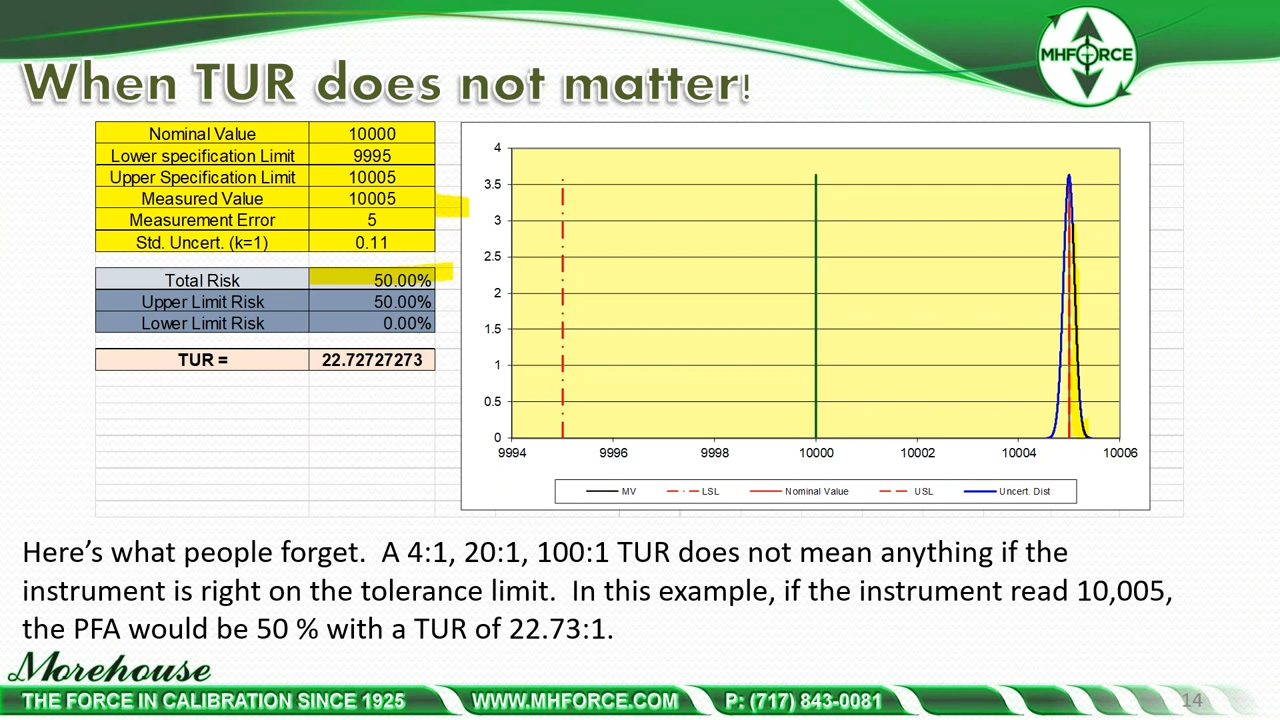 MHFORCE
When TUR does not matter!
Nominal Value 10000
Lower specification Limit 9995
Upper Specification Limit 10005
Measured Value 10005
Measurement Error 5
Std. Uncert. (k=1) 0.11
Total Risk 50.00%
Upper Limit Risk 50.00%
Lower Limit Risk 0.00%
TUR = 22.72727273
4
3.5
3
2.5
2
1.5
1
0.5
0
9994 9996 9998 10000 10002 10004 10006
MV LSL Nominal Value USL Uncert. Dist
Here’s what people forget. A 4:1, 20:1, 100:1 TUR does not mean anything if the
instrument is right on the tolerance limit. In this example, if the instrument read 10,005,
the PFA would be 50 % with a TUR of 22.73:1.
Morehouse
THE FORCE IN CALIBRATION SINCE 1925 WWW.MHFORCE.COM P: (717) 843-0081 14